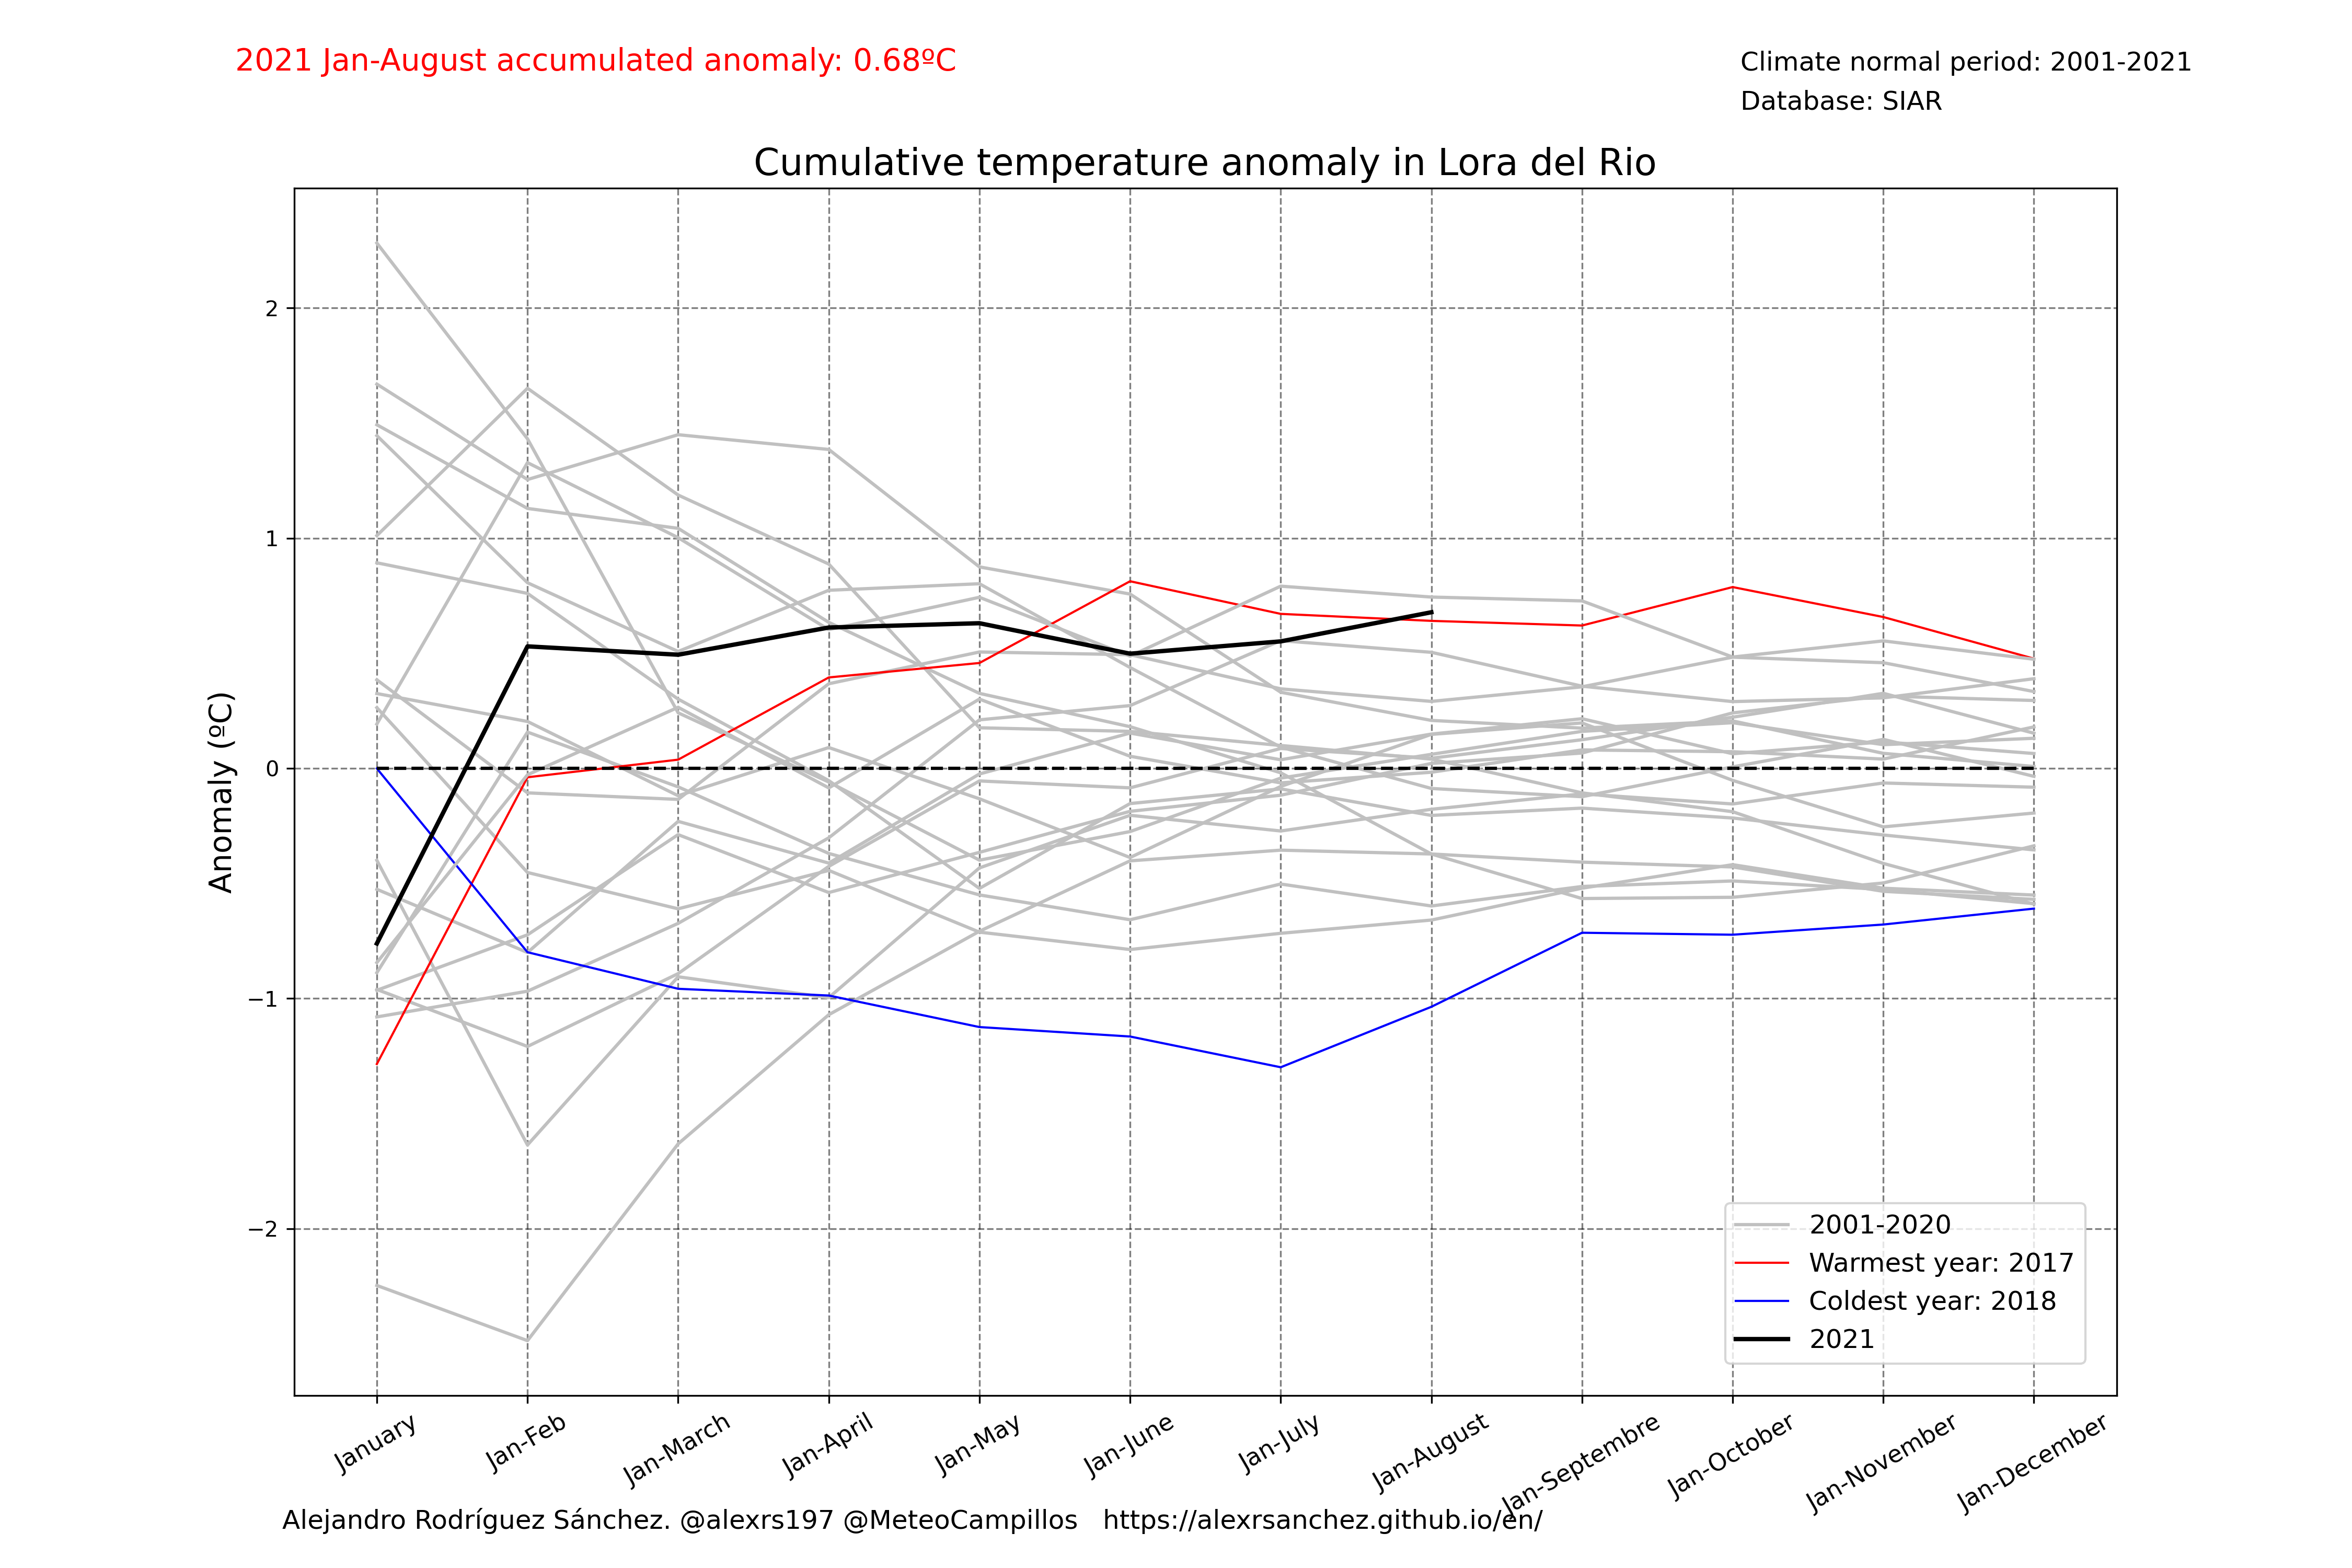 2021 Jan-August accumulated anomaly: 0.68ºC
Climate normal period: 2001-2021
Database: SIAR
Cumulative temperature anomaly in Lora del Rio
Anomaly (ºC)
2
1
0
−1
−2
2001-2020
Warmest year: 2017
Coldest year: 2018
2021
January
Jan-Feb
Jan-March
Jan-April
Jan-May
Jan-June
Jan-July
Jan-August
Jan-Septembre
Jan-October
Jan-November
Jan-December
Alejandro Rodríguez Sánchez. @alexrs197 @MeteoCampillos https://alexrsanchez.github.io/en/